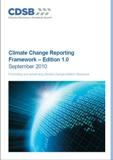 CDSB
Climate Disclosure Standards Board
Climate Change Reporting
Framework – Edition 1.0
September 2010
Promoting and advancing climate change-related disclosure